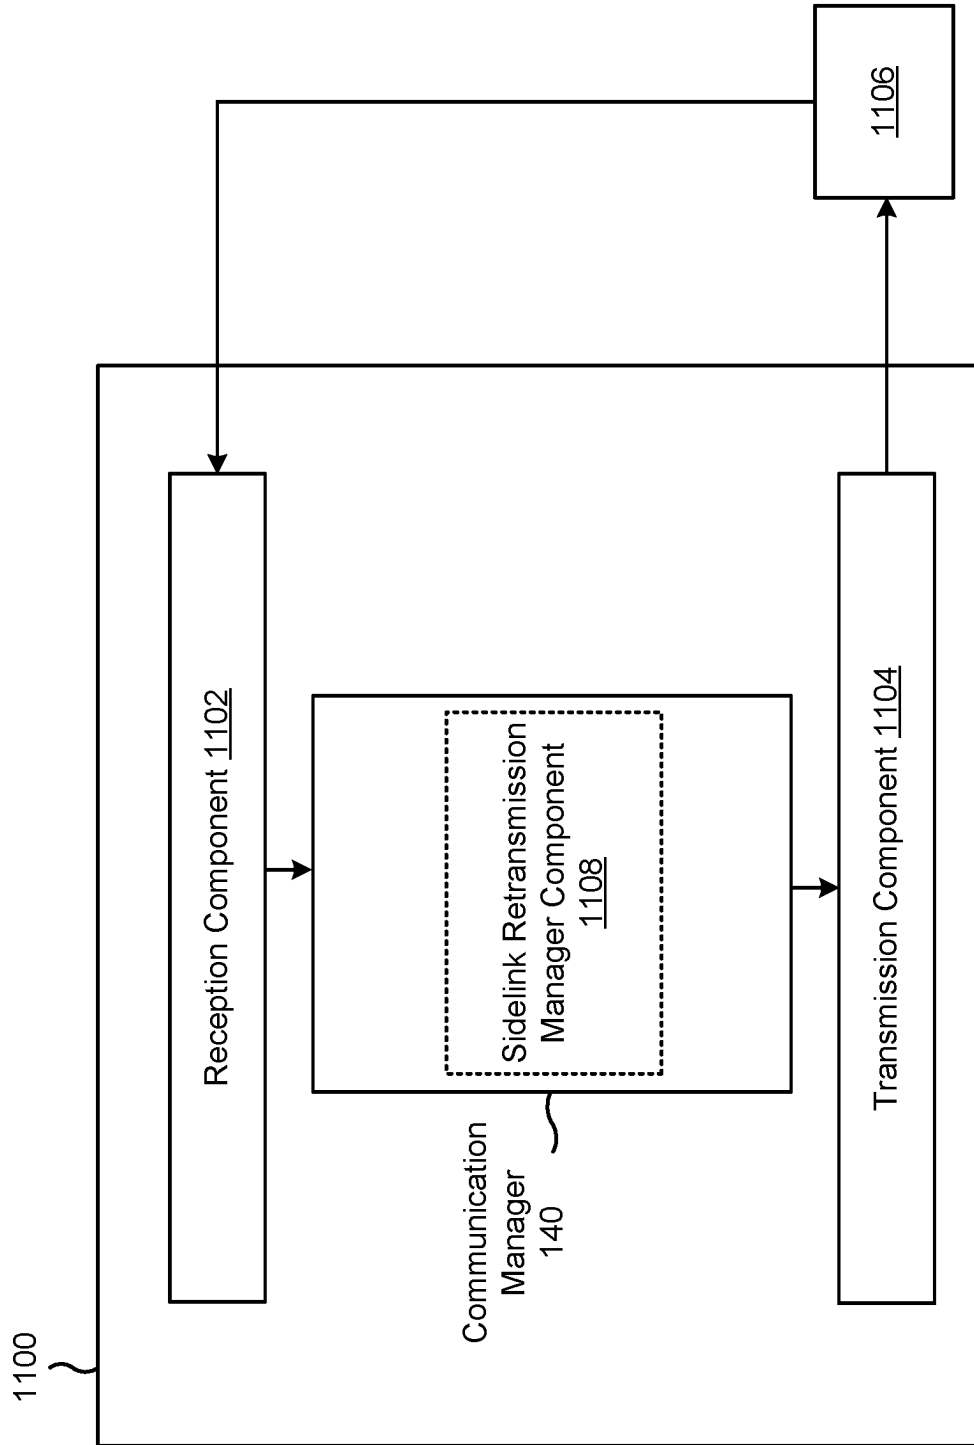 1100
Reception Component 1102
Communication
Manager
140
Sidelink Retransmission
Manager Component
1108
Transmission Component 1104
1106